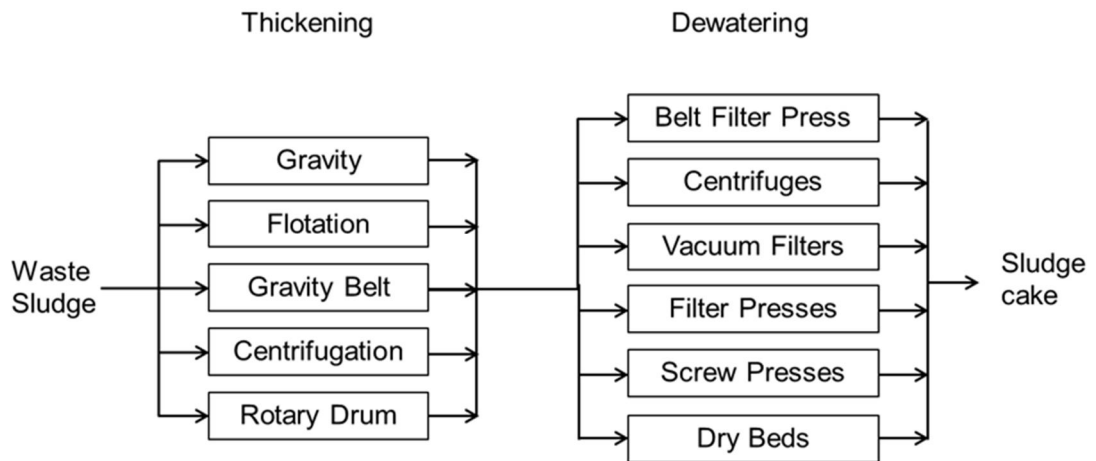 Thickening
Dewatering
Waste
Sludge
Gravity
Flotation
Gravity Belt
Centrifugation
Rotary Drum
Belt Filter Press
Centrifuges
Vacuum Filters
Filter Presses
Screw Presses
Dry Beds
Sludge
cake